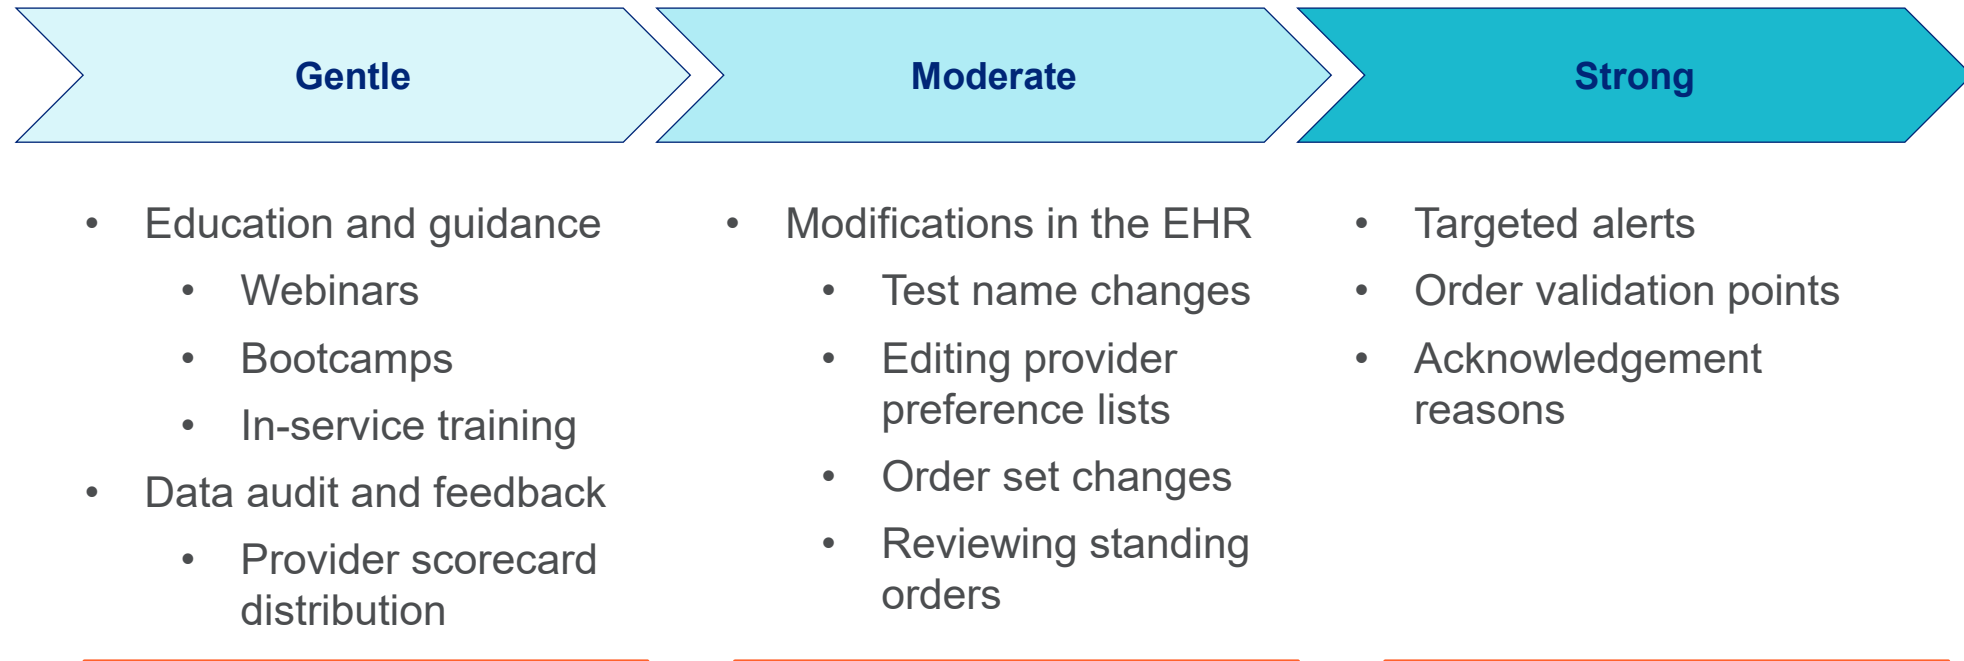 Gentle
Moderate
Strong
• Education and guidance
• Webinars
• Bootcamps
• In-service training
• Data audit and feedback
• Provider scorecard
distribution
• Modifications in the EHR
• Test name changes
• Editing provider
preference lists
• Order set changes
• Reviewing standing
orders
• Targeted alerts
• Order validation points
• Acknowledgement
reasons